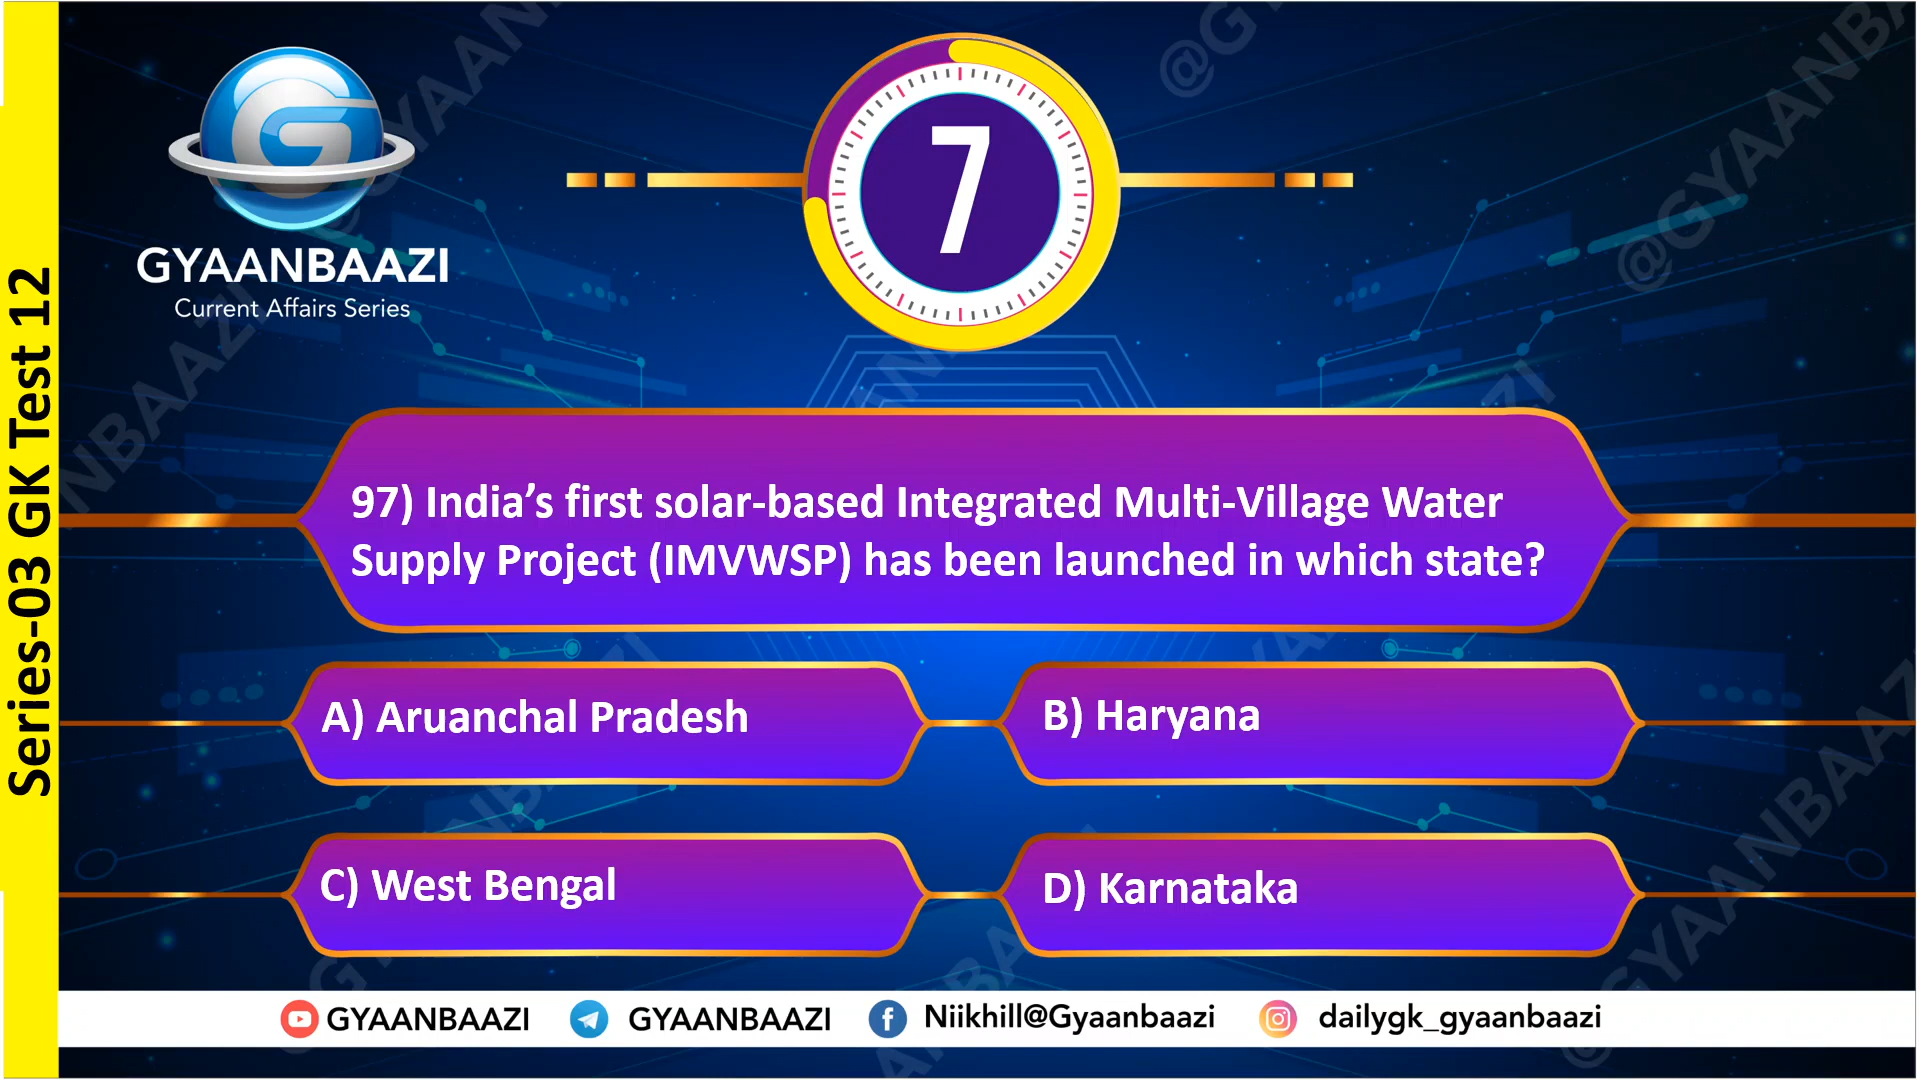 Series-03 GK Test 12
GYAANBAAZI
Current Affairs Series
7
97) India’s first solar-based Integrated Multi-Village Water
Supply Project (IMVWSP) has been launched in which state?
A) Aruanchal Pradesh
B) Haryana
C) West Bengal
D) Karnataka
GYAANBAAZI
GYAANBAAZI
Niikhill@Gyaanbaazi
dailygk_gyaanbaazi